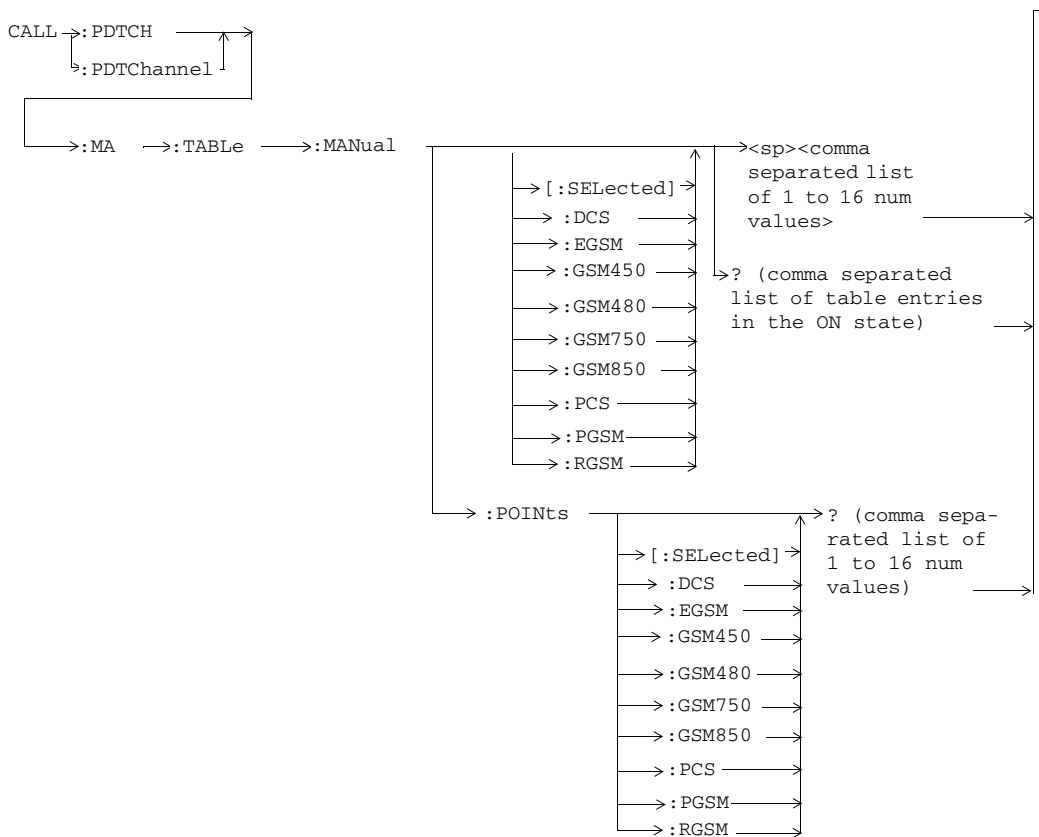 CALL :PDTCH
:PDTChannel
:MA :TABLe :MANual
<sp><comma
separated list
of 1 to 16 num
values>
[:SELected]
:DCS
:EGSM
:GSM450
:GSM480
:GSM750
:GSM850
:PCS
:PGSM
:RGSM
? (comma separated
list of table entries
in the ON state)
:POINts
? (comma sepa-
rated list of
1 to 16 num
values)
[:SELected]
:DCS
:EGSM
:GSM450
:GSM480
:GSM750
:GSM850
:PCS
:PGSM
:RGSM